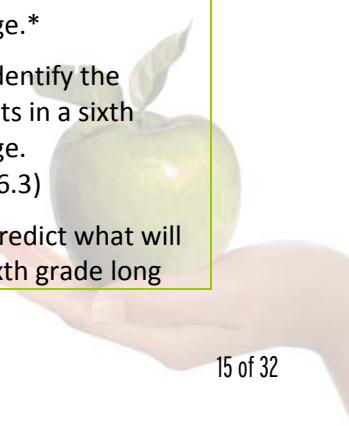 ge.*
dentify the
ts in a sixth
ge.
6.3)
redict what will
xth grade long
15 of 32